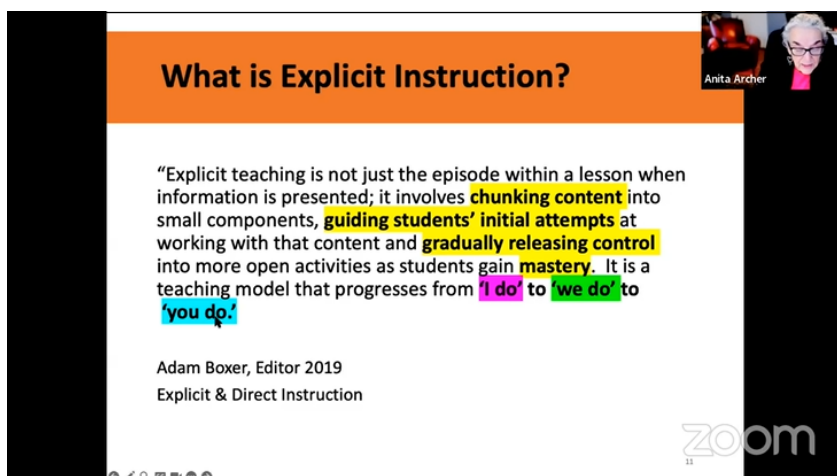 What is Explicit Instruction?
Anita Archer
“Explicit teaching is not just the episode within a lesson when
information is presented; it involves chunking content into
small components, guiding students’ initial attempts at
working with that content and gradually releasing control
into more open activities as students gain mastery. It is a
teaching model that progresses from ‘I do’ to ‘we do’ to
‘you do.’
Adam Boxer, Editor 2019
Explicit & Direct Instruction
zoom
11